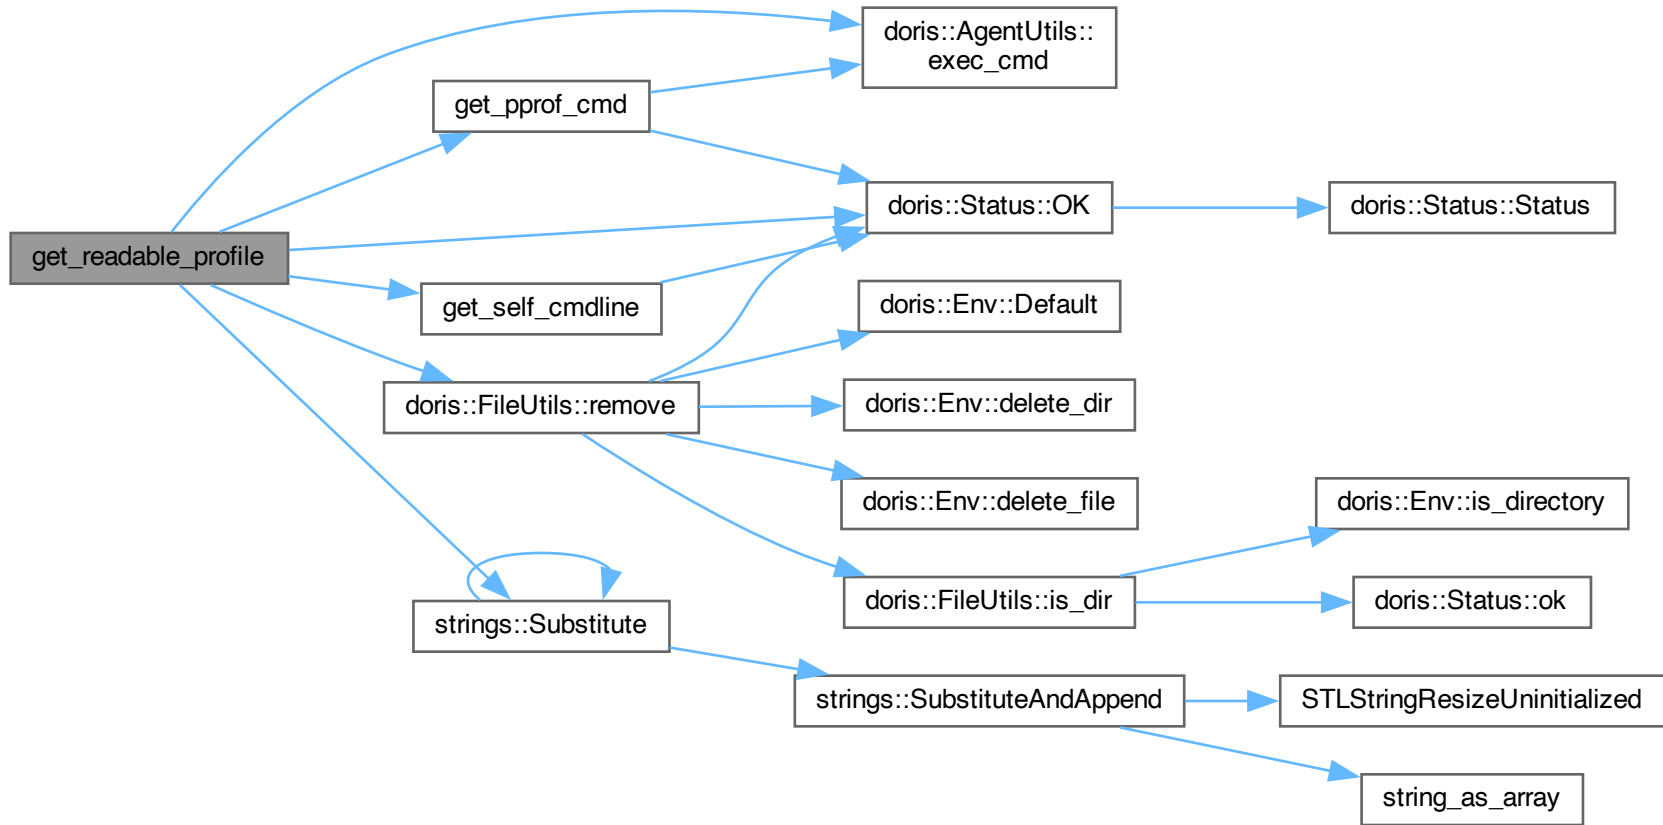 doris::AgentUtils::
exec_cmd
get_pprof_cmd
doris::Status::OK
doris::Status::Status
get_readable_profile
get_self_cmdline
doris::Env::Default
doris::FileUtils::remove
doris::Env::delete_dir
doris::Env::delete_file
doris::Env::is_directory
doris::FileUtils::is_dir
doris::Status::ok
strings::Substitute
strings::SubstituteAndAppend
STLStringResizeUninitialized
string_as_array